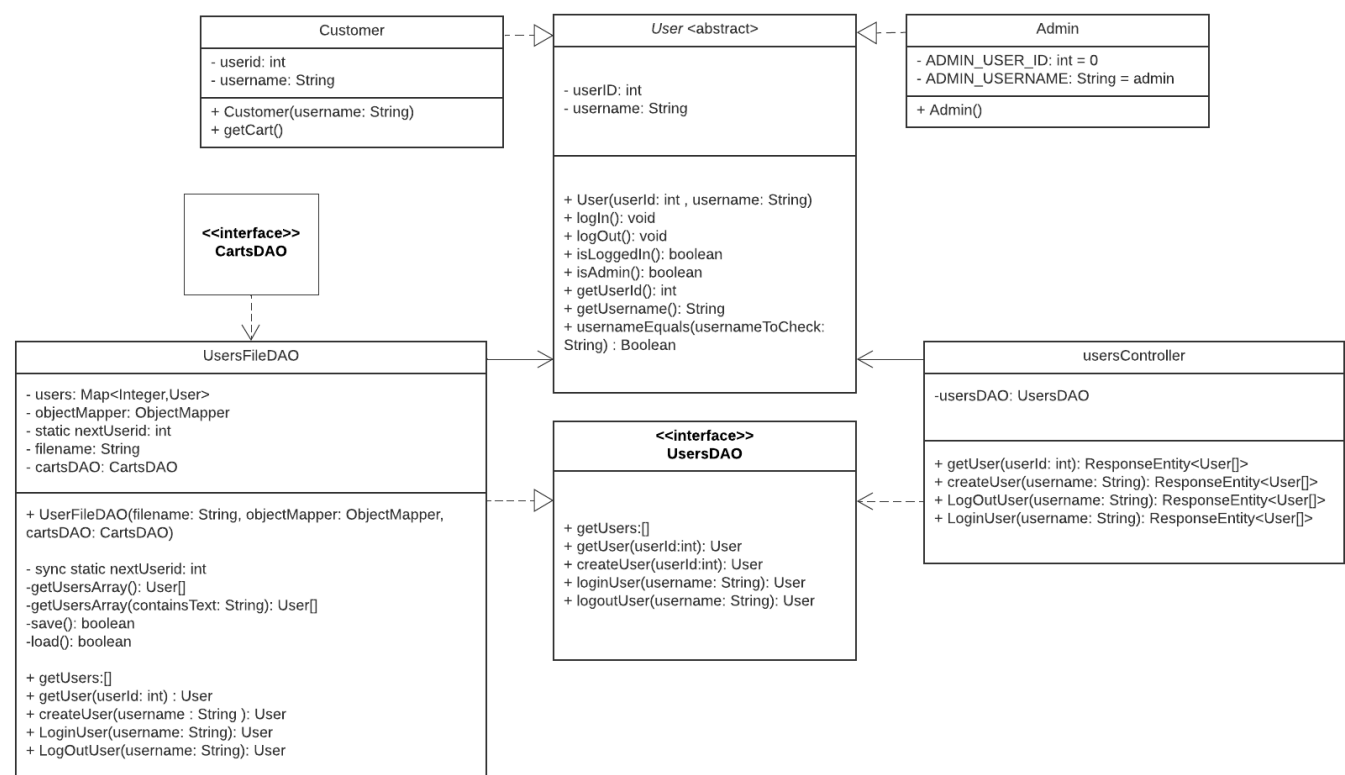 Customer
- userid: int
- username: String
+ Customer(username: String)
+ getCart()
User <abstract>
- userID: int
- username: String
+ User(userId: int , username: String)
+ logIn(): void
+ logOut(): void
+ isLoggedIn(): boolean
+ isAdmin(): boolean
+ getUserId(): int
+ getUsername(): String
+ usernameEquals(usernameToCheck:
String) : Boolean
Admin
- ADMIN_USER_ID: int = 0
- ADMIN_USERNAME: String = admin
+ Admin()
<<interface>>
CartsDAO
UsersFileDAO
- users: Map<Integer,User>
- objectMapper: ObjectMapper
- static nextUserid: int
- filename: String
- cartsDAO: CartsDAO
+ UserFileDAO(filename: String, objectMapper: ObjectMapper,
cartsDAO: CartsDAO)
- sync static nextUserid: int
-getUsersArray(): User[]
-getUsersArray(containsText: String): User[]
-save(): boolean
-load(): boolean
+ getUsers:[]
+ getUser(userId: int) : User
+ createUser(username : String ): User
+ LoginUser(username: String): User
+ LogOutUser(username: String): User
<<interface>>
UsersDAO
+ getUsers:[]
+ getUser(userId:int): User
+ createUser(userId:int): User
+ loginUser(username: String): User
+ logoutUser(username: String): User
usersController
-usersDAO: UsersDAO
+ getUser(userId: int): ResponseEntity<User[]>
+ createUser(username: String): ResponseEntity<User[]>
+ LogOutUser(username: String): ResponseEntity<User[]>
+ LoginUser(username: String): ResponseEntity<User[]>